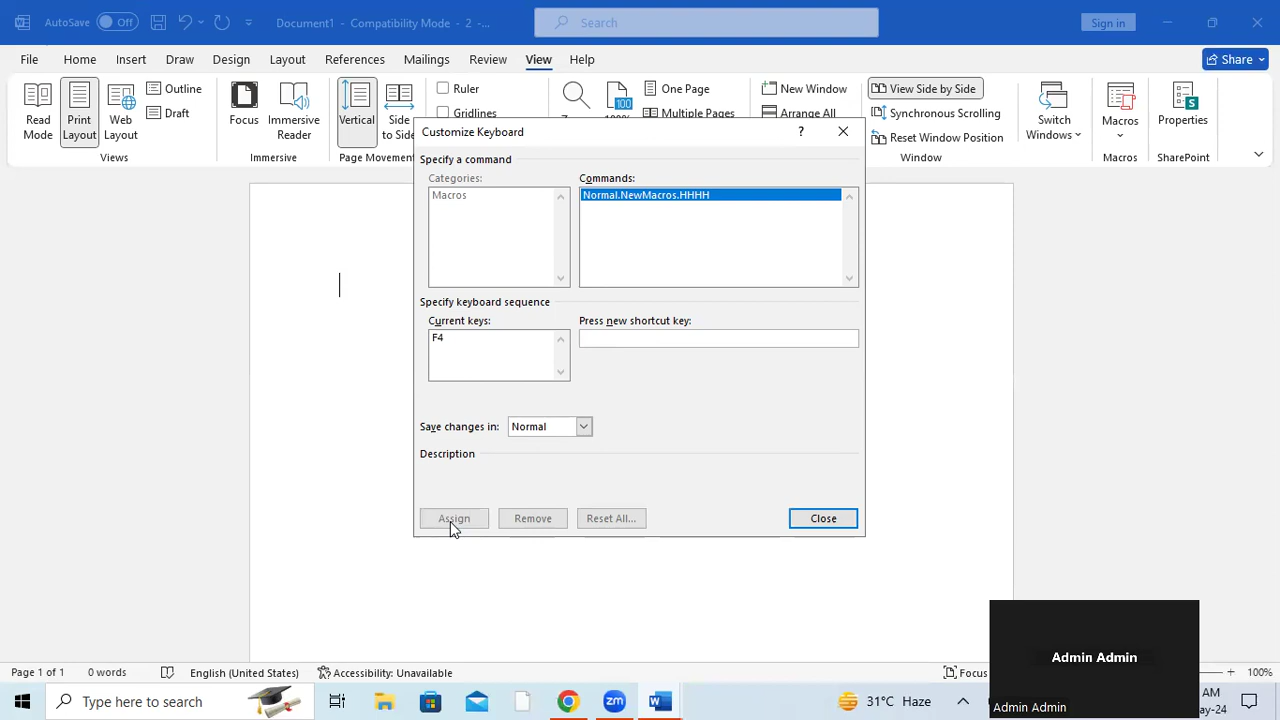 AutoSave Off Document1 - Compatibility Mode - 2 -... Search Sign in
File Home Insert Draw Design Layout References Mailings Review View Help Share
Read Mode
Print Layout
Web Layout
Outline
Draft
Views
Focus
Immersive Reader
Immersive
Vertical
Side to Side
Page Movement
Ruler
Gridlines
100
One Page
Multiple Pages
New Window
Arrange All
View Side by Side
Synchronous Scrolling
Reset Window Position
Window
Switch Windows
Macros
Macros
Properties
SharePoint
Customize Keyboard ?
Specify a command
Categories: Commands:
Macros Normal.NewMacros.HHHH
Specify keyboard sequence
Current keys: Press new shortcut key:
F4
Save changes in: Normal
Description
Assign Remove Reset All... Close
Admin Admin
Admin Admin
Page 1 of 1 0 words English (United States) Accessibility: Unavailable Focus 100%
Type here to search zm 31°C Haze AM